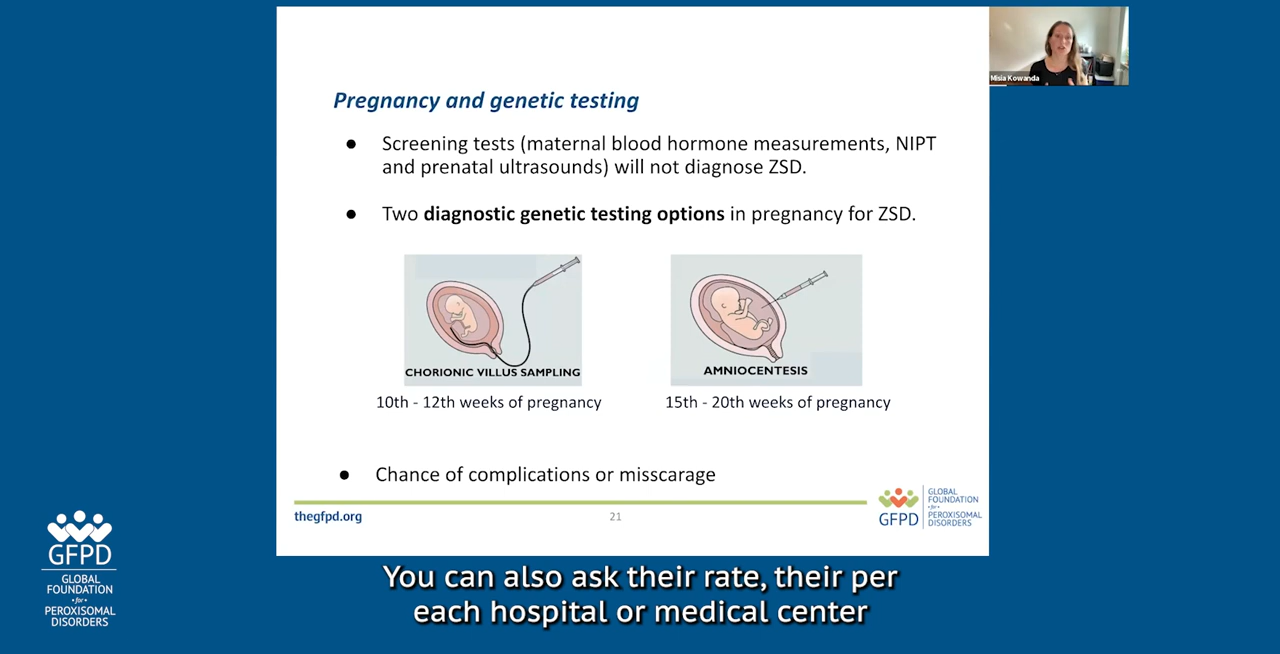 Misia Kowanda
Pregnancy and genetic testing
● Screening tests (maternal blood hormone measurements, NIPT
and prenatal ultrasounds) will not diagnose ZSD.
● Two diagnostic genetic testing options in pregnancy for ZSD.
CHORIONIC VILLUS SAMPLING
AMNIOCENTESIS
10th - 12th weeks of pregnancy
15th - 20th weeks of pregnancy
● Chance of complications or misscarage
thegfpd.org
21
GFPD
GLOBAL
FOUNDATION
for
PEROXISOMAL
DISORDERS
GFPD
GLOBAL
FOUNDATION
for
PEROXISOMAL
DISORDERS
You can also ask their rate, their per
each hospital or medical center